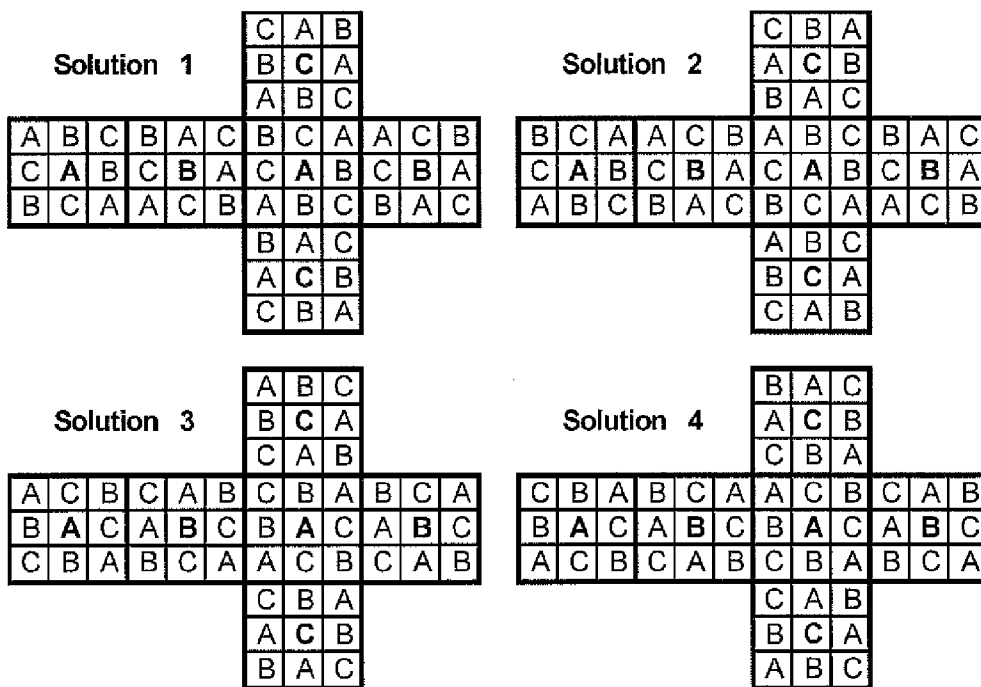 C A B
Solution 1 B C A
A B C
A B C B A C B C A A C B
C A B C B A C A B C B A
B C A A C B A B C B A C
B A C
A C B
C B A
C B A
Solution 2 A C B
B A C
B C A A C B A B C B A C
C A B C B A C A B C B A
A B C B A C B C A A C B
A B C
B C A
C A B
A B C
Solution 3 B C A
C A B
A C B C A B C B A B C A
B A C A B C B A C A B C
C B A B C A A C B C A B
C B A
A C B
B A C
B A C
Solution 4 A C B
C B A
C B A B C A A C B C A B
B A C A B C B A C A B C
A C B C A B C B A B C A
C A B
B C A
A B C